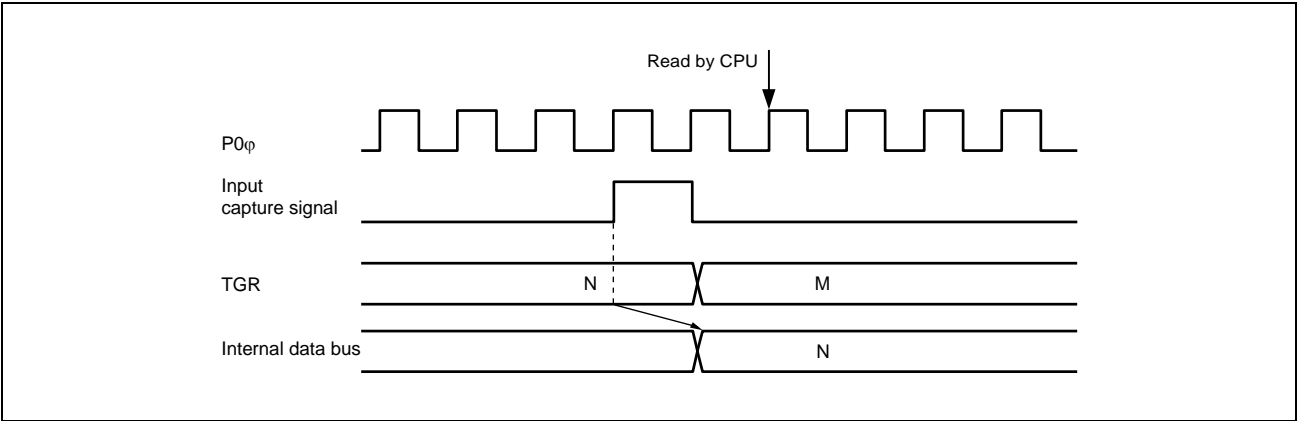 Read by CPU
P0φ
Input
capture signal
TGR
N
M
Internal data bus
N